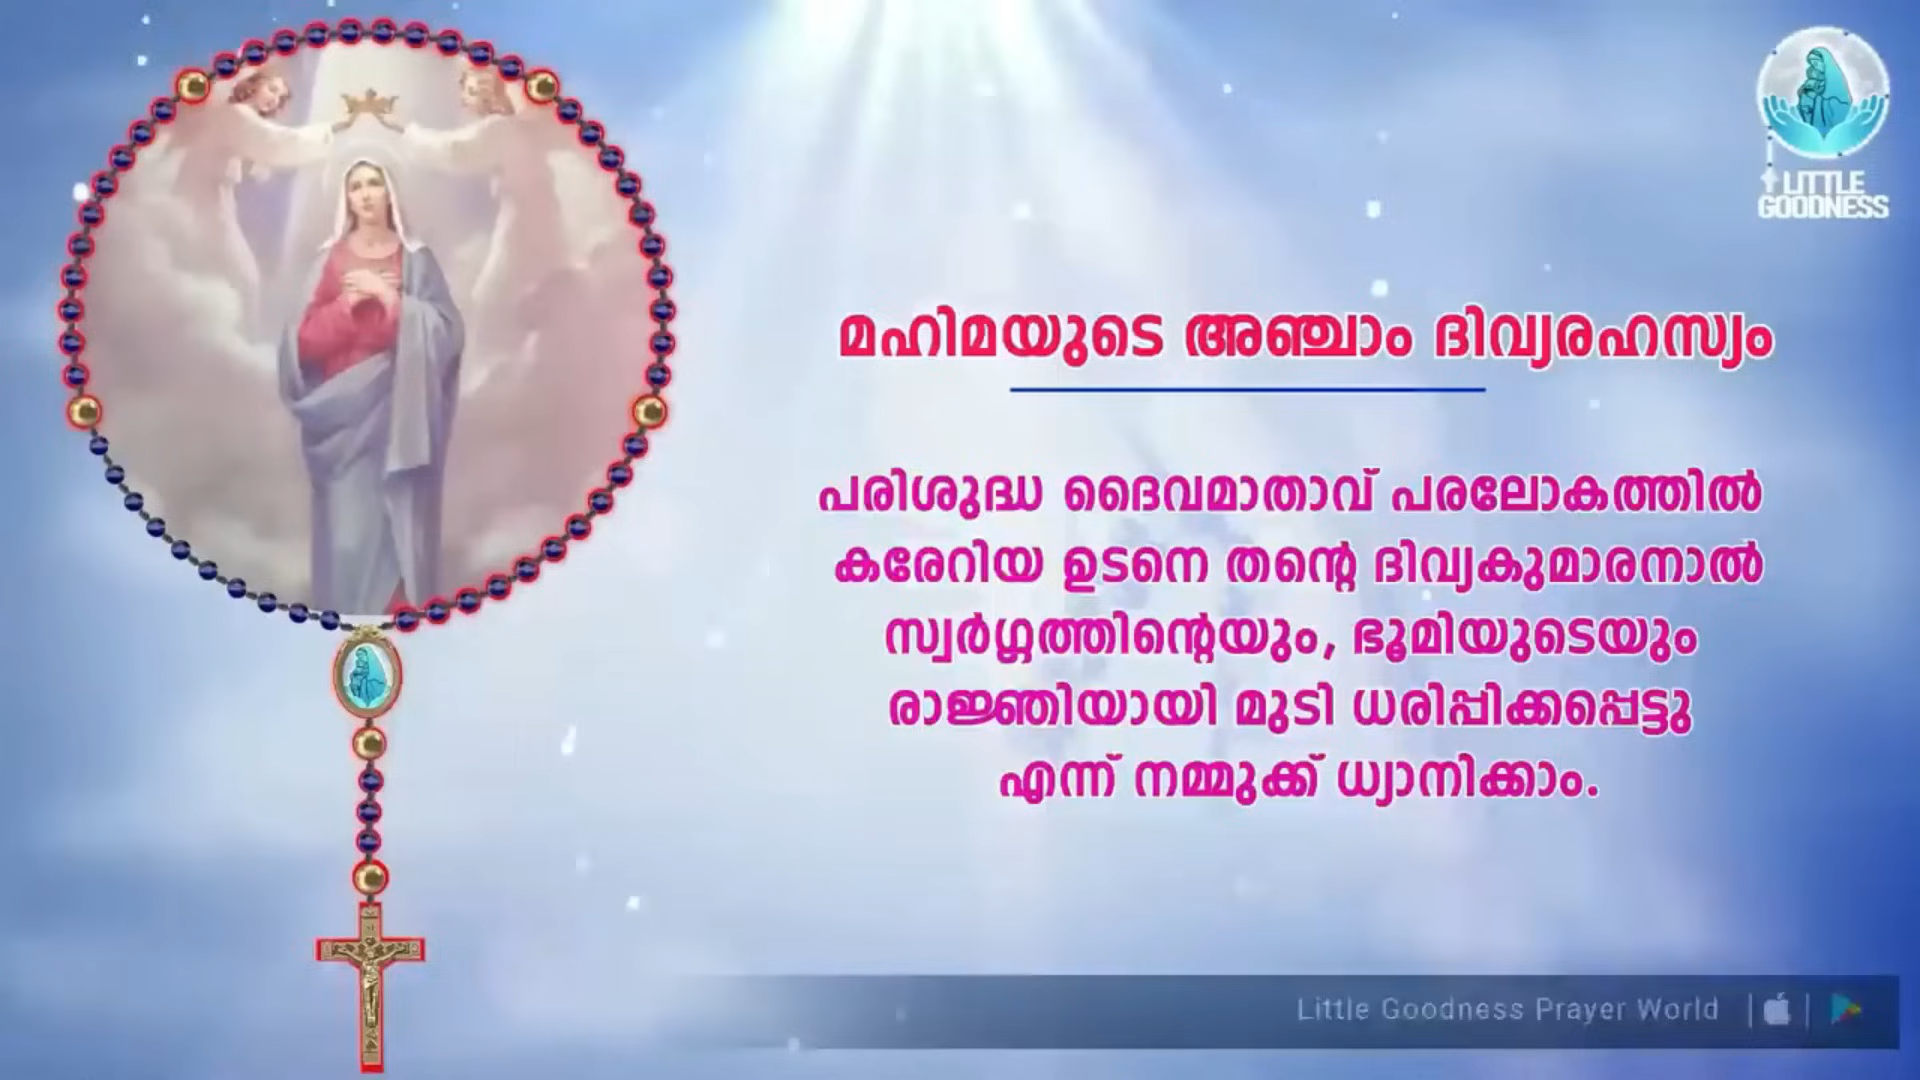 LITTLE
GOODNESS
മഹിമയുടെ അഞ്ചാം ദിവ്യരഹസ്യം
പരിശുദ്ധ ദൈവമാതാവ് പരലോകത്തിൽ
കരേറിയ ഉടനെ തന്റെ ദിവ്യകുമാരനാൽ
സ്വർഗ്ഗത്തിന്റെയും, ഭൂമിയുടെയും
രാജ്ഞിയായി മുടി ധരിപ്പിക്കപ്പെട്ടു
എന്ന് നമ്മുക്ക് ധ്യാനിക്കാം.
Little Goodness Prayer World